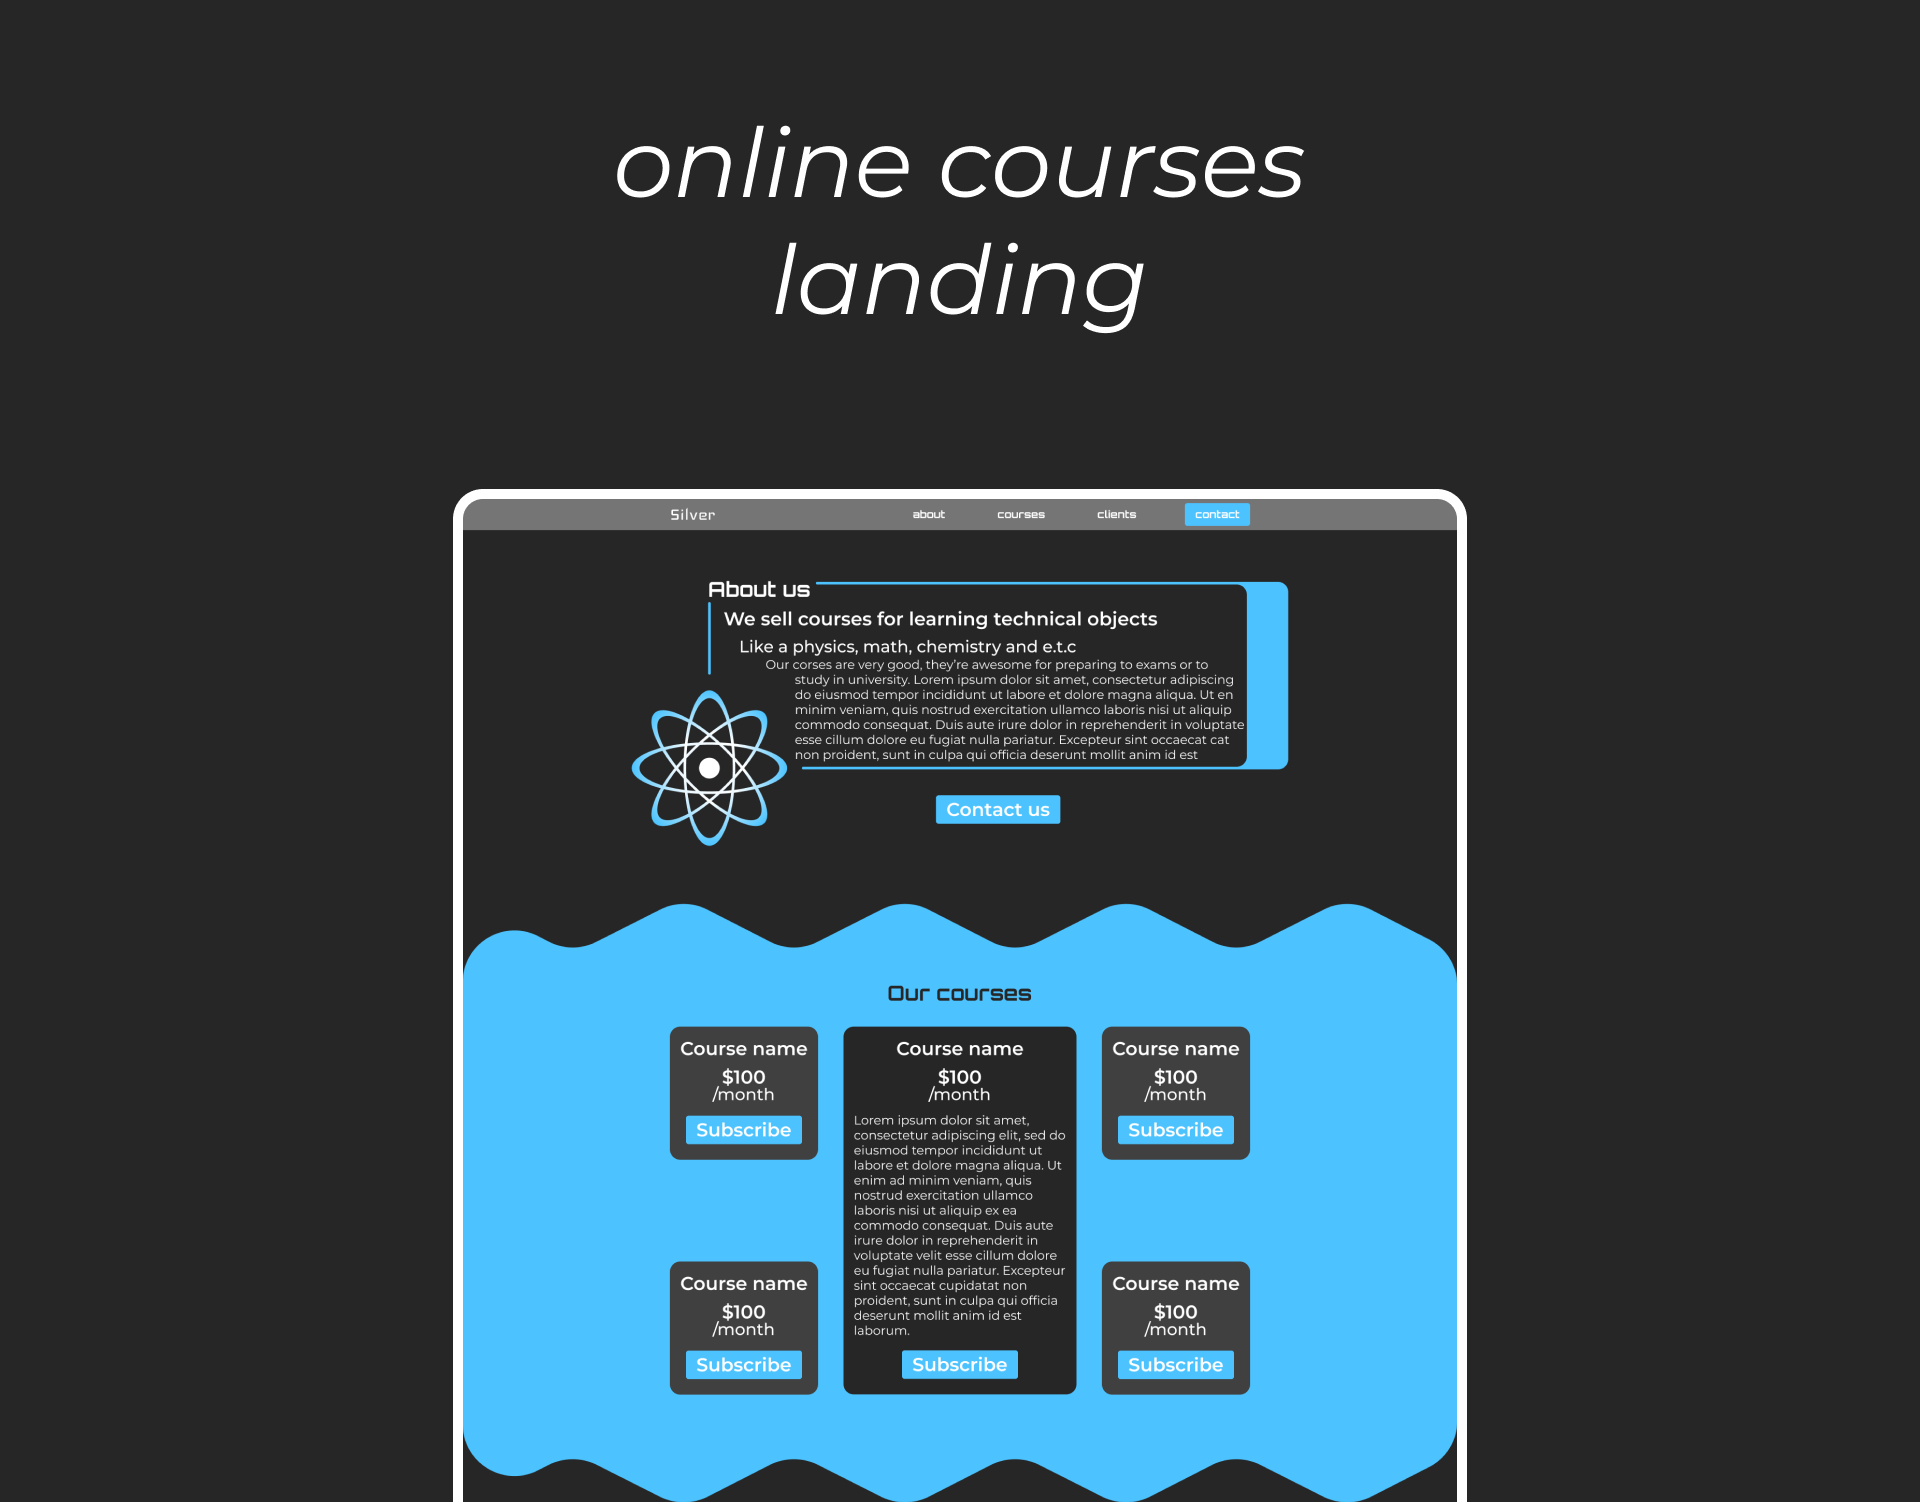 online courses
landing
Silver
about
courses
clients
contact
About us
We sell courses for learning technical objects
Like a physics, math, chemistry and e.t.c
Our corses are very good, they're awesome for preparing to exams or to
study in university. Lorem ipsum dolor sit amet, consectetur adipiscing
do eiusmod tempor incididunt ut labore et dolore magna aliqua. Ut en
minim veniam, quis nostrud exercitation ullamco laboris nisi ut aliquip
commodo consequat. Duis aute irure dolor in reprehenderit in voluptate
esse cillum dolore eu fugiat nulla pariatur. Excepteur sint occaecat cat
non proident, sunt in culpa qui officia deserunt mollit anim id est
Contact us
Our courses
Course name
$100
/month
Subscribe
Course name
$100
/month
Lorem ipsum dolor sit amet,
consectetur adipiscing elit, sed do
eiusmod tempor incididunt ut
labore et dolore magna aliqua. Ut
enim ad minim veniam, quis
nostrud exercitation ullamco
laboris nisi ut aliquip ex ea
commodo consequat. Duis aute
irure dolor in reprehenderit in
voluptate velit esse cillum dolore
eu fugiat nulla pariatur. Excepteur
sint occaecat cupidatat non
proident, sunt in culpa qui officia
deserunt mollit anim id est
laborum.
Subscribe
Course name
$100
/month
Subscribe
Course name
$100
/month
Subscribe
Course name
$100
/month
Subscribe